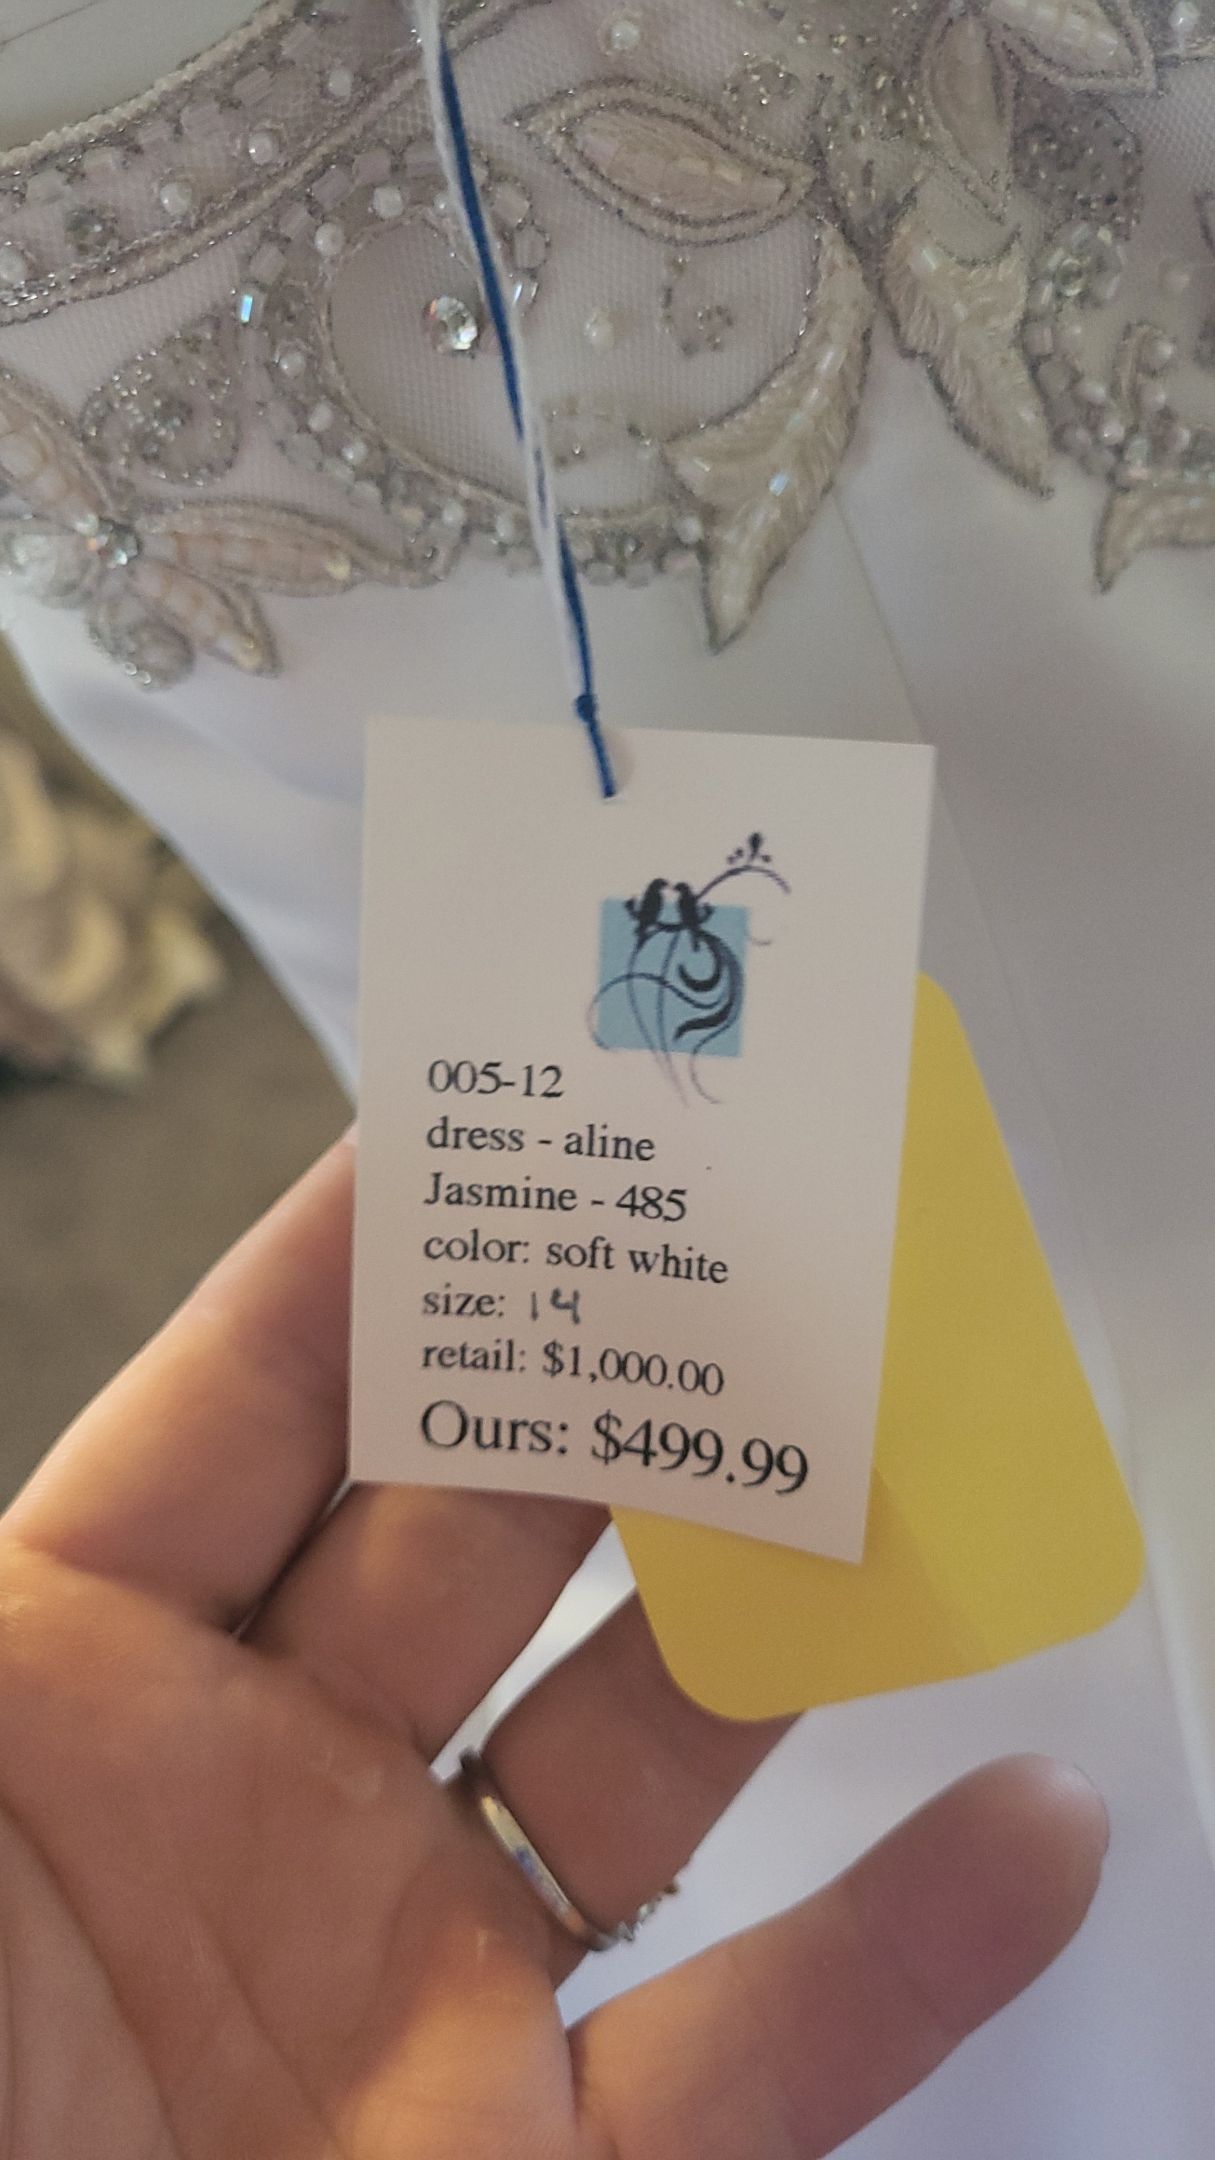 005-12
dress - aline
Jasmine - 485
color: soft white
size: 14
retail: $1,000.00
Ours: $499.99